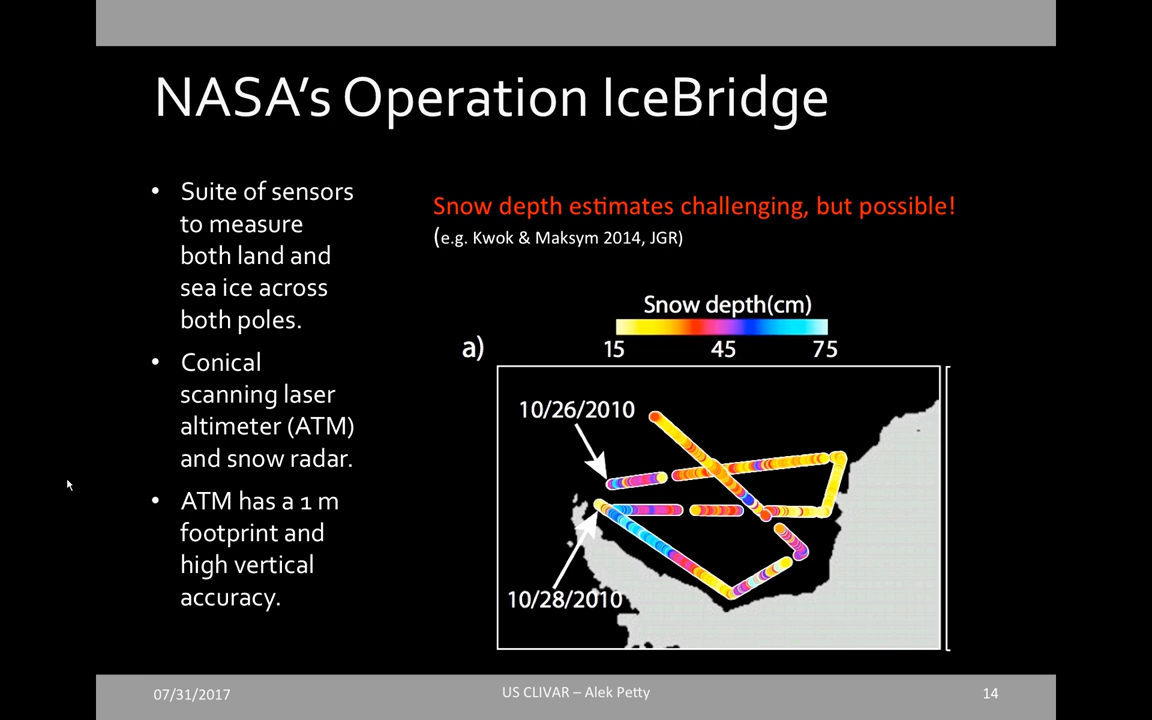 NASA's Operation IceBridge
• Suite of sensors
to measure
both land and
sea ice across
both poles.
• Conical
scanning laser
altimeter (ATM)
and snow radar.
• ATM has a 1 m
footprint and
high vertical
accuracy.
Snow depth estimates challenging, but possible!
(e.g. Kwok & Maksym 2014, JGR)
Snow depth(cm)
15 45 75
a)
10/26/2010
10/28/2010
07/31/2017
US CLIVAR – Alek Petty
14